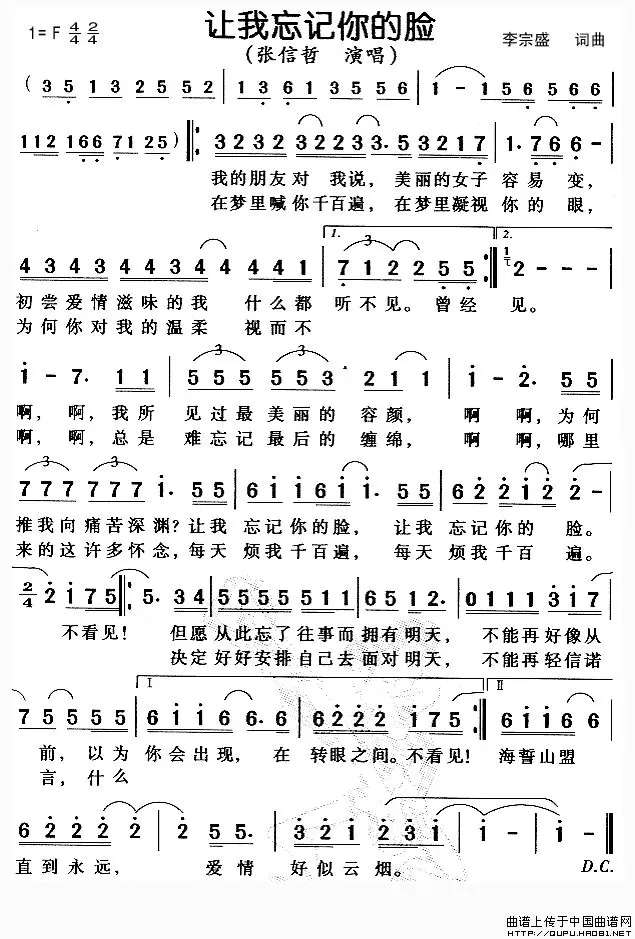 让我忘记你的脸
1= F 4/4 2/4
(张信哲 演唱)
李宗盛 词曲
( 3 5 1 3 2 5 5 2 | 1 3 6 1 3 5 5 6 | 1 - 1 5 6 5 6 6 |
1 1 2 1 6 6 7 1 2 5 ) ‖: 3 2 3 2 3 2 2 3 3. 5 | 3 2 1 7 | 1. 7 6 6 - |
我的朋友对 我说，美丽的女子 容易 变，
在梦里喊你千百遍，在梦里凝视 你的 眼，
1. 2.
4 3 4 3 4 4 3 4 4 4 4 1 | 7 1 2 2 5 5 :‖ 2 - - - |
初尝爱情滋味的我 什么都 听不见。曾经 见。
为何你对我的温柔 视而不
1 - 7. 1 1 | 5 5 5 5 5 3 2 1 1 | 1 - 2. 5 5 |
啊，啊，我所 见过最美丽的 容颜， 啊 啊，为何
啊，啊，总是 难忘记最后的 缠绵， 啊 啊，哪里
7 7 7 7 7 7 1. 5 5 | 6 1 1 6 1 1. 5 5 | 6 2 2 1 2 2 - |
推我向痛苦深渊？让我 忘记你的脸， 让我 忘记你的 脸。
来的这许多怀念，每天 烦我千百遍， 每天 烦我千百 遍。
2/4 2 1 7 5 :‖ 5. 3 4 | 5 5 5 5 5 5 1 1 | 6 5 1 2. | 0 1 1 1 3 1 7 |
不看见！ 但愿 从此忘了往事而 拥有明天， 不能再 好像从
决定 好好安排自己去 面对明天， 不能再 轻信诺
I II
7 5 5 5 5 | 6 1 1 6 6. 6 | 6 2 2 2 1 7 5 :‖ 6 1 1 6 |
前，以为 你会出现， 在 转眼之间。不看见！ 海誓山盟
言，什么
6 2 2 2 2 | 2 5 5. | 3 2 1 2 1 | 1 - | 1 - ‖
直到永远， 爱情 好似云烟。 D.C.
曲谱上传于中国曲谱网
HTTP://QUPU.HAO81.NET